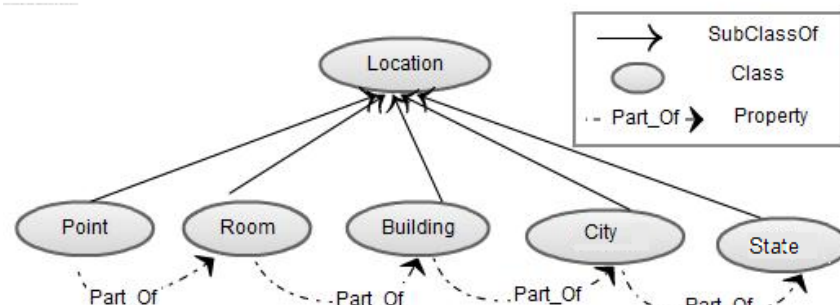 SubClassOf
Location
Class
Part_Of
Property
Point
Room
Building
City
State
Part_Of
Part_Of
Part_Of
Part_Of